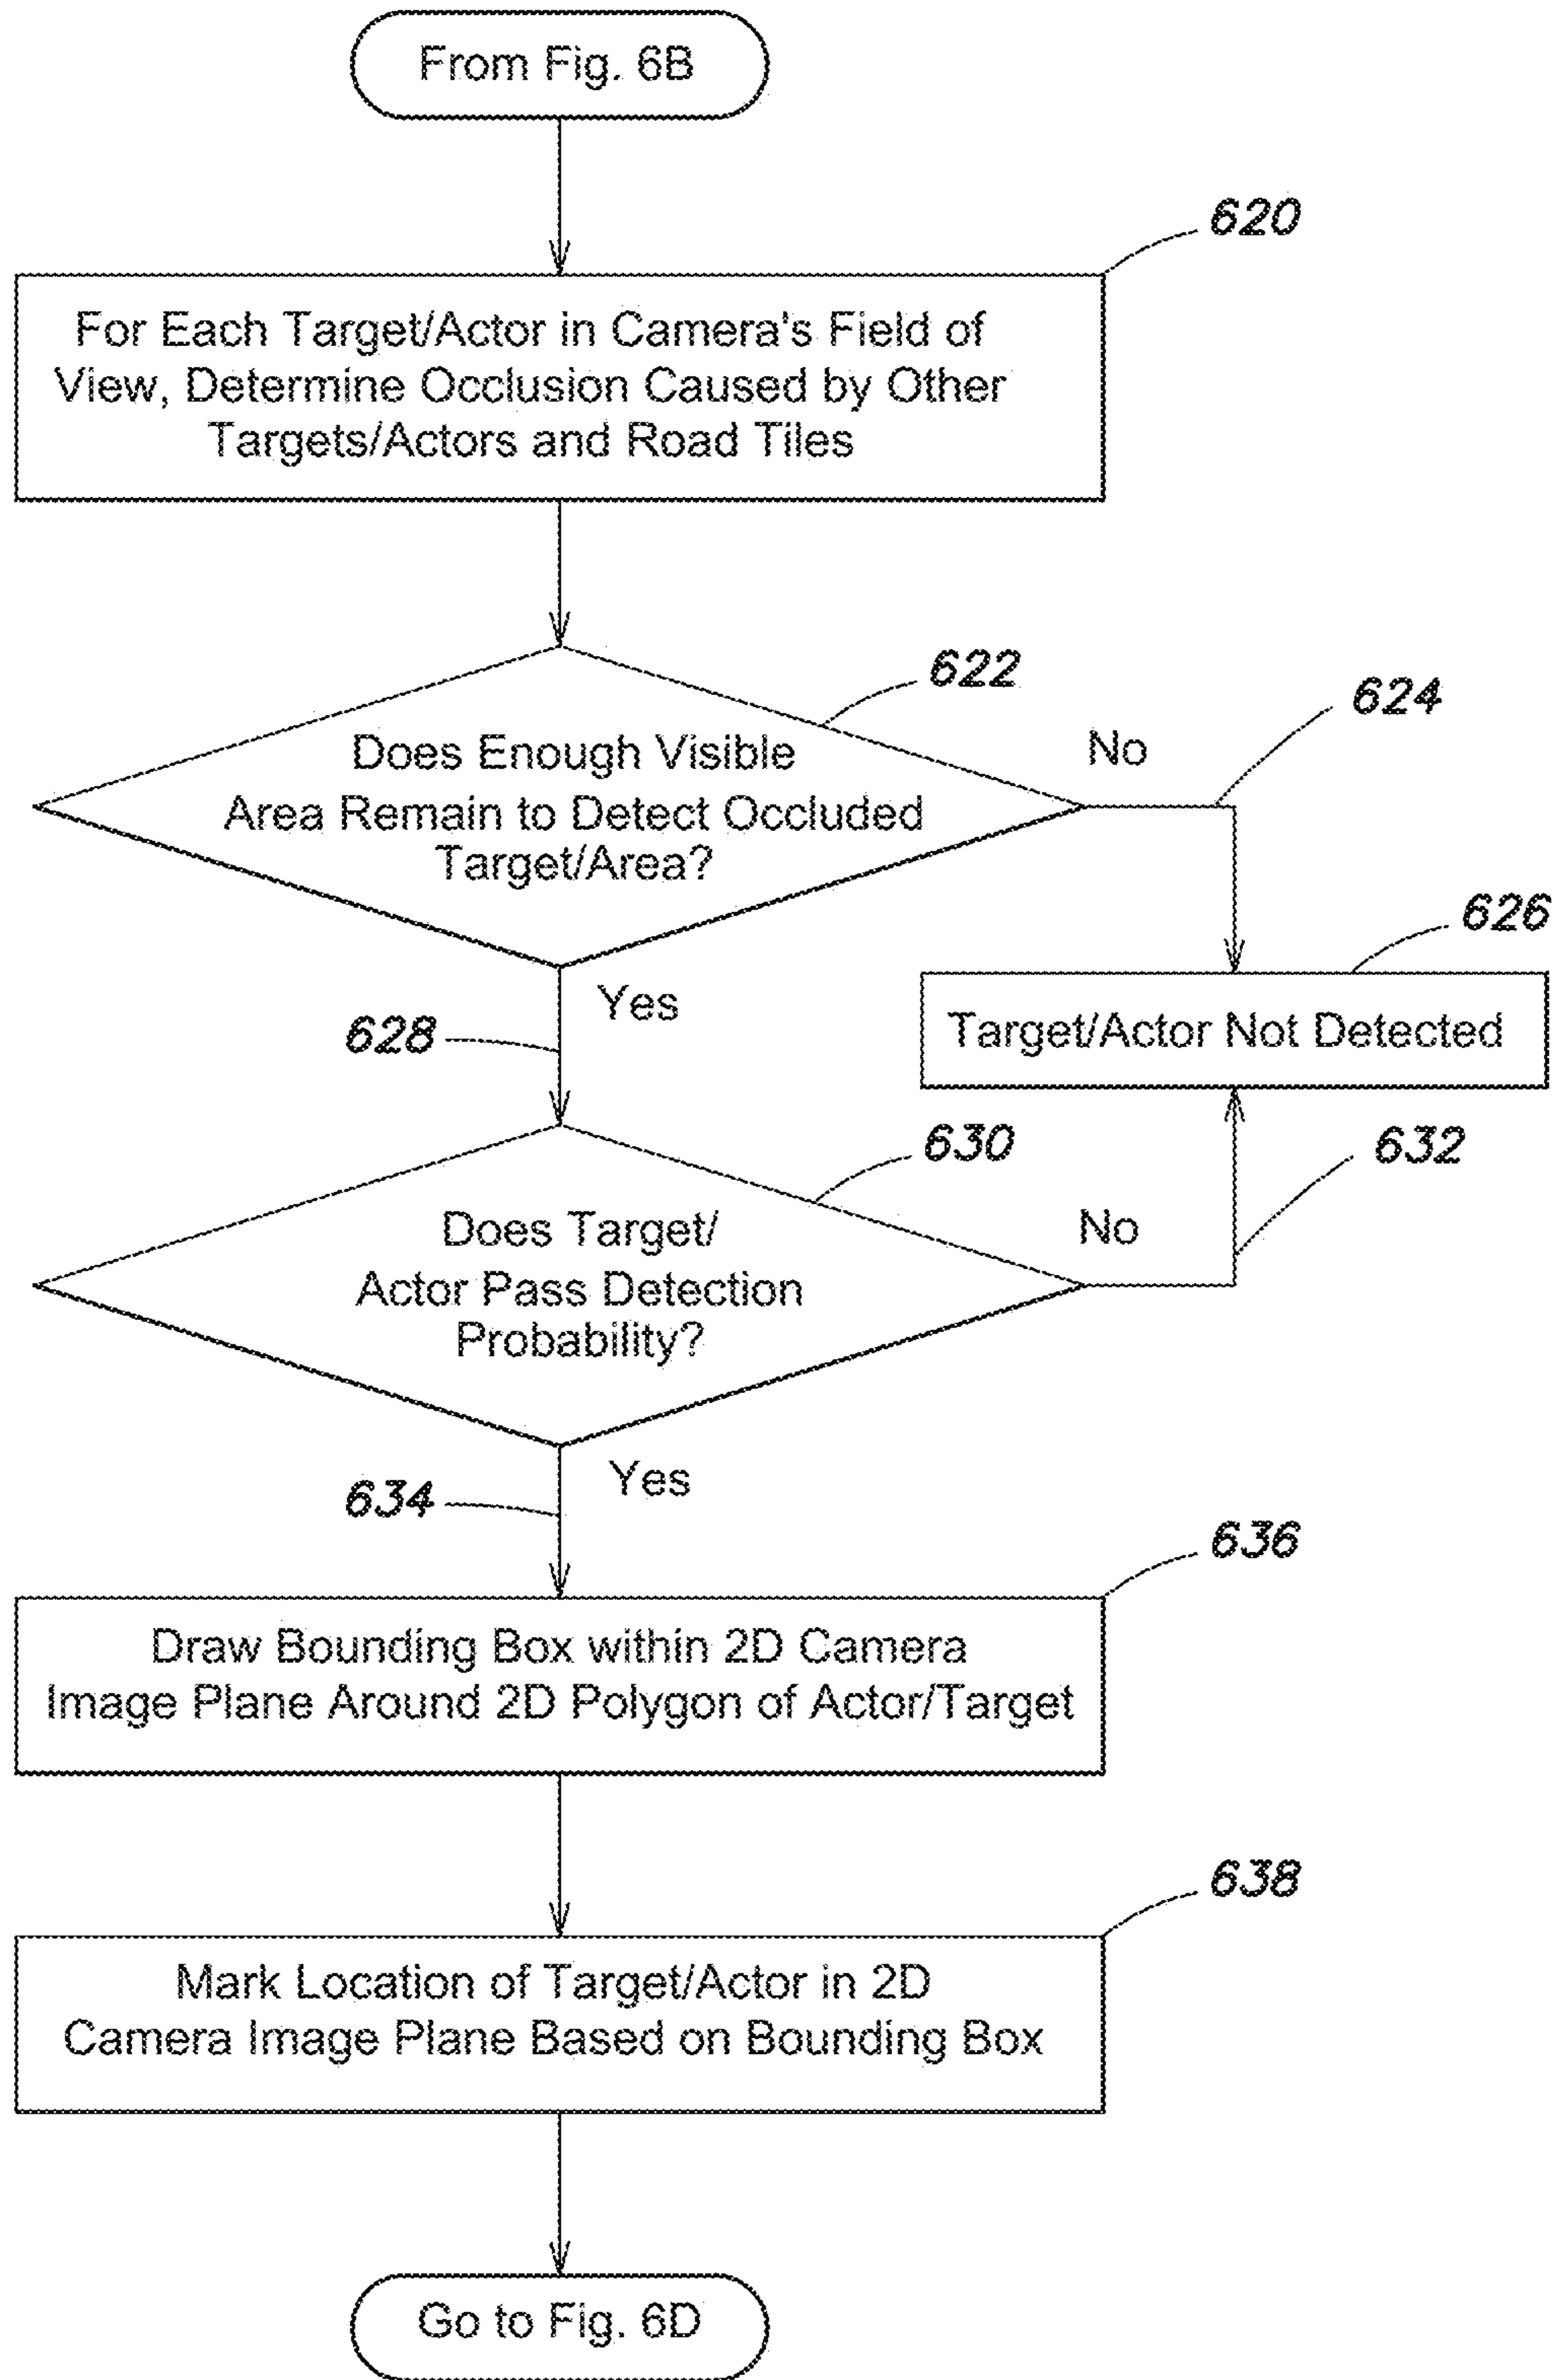 From Fig. 6B
620
For Each Target/Actor in Camera's Field of
View, Determine Occlusion Caused by Other
Targets/Actors and Road Tiles
622
624
No
Does Enough Visible
Area Remain to Detect Occluded
Target/Area?
626
Yes
628
Target/Actor Not Detected
630
632
No
Does Target/
Actor Pass Detection
Probability?
Yes
634
636
Draw Bounding Box within 2D Camera
Image Plane Around 2D Polygon of Actor/Target
638
Mark Location of Target/Actor in 2D
Camera Image Plane Based on Bounding Box
Go to Fig. 6D